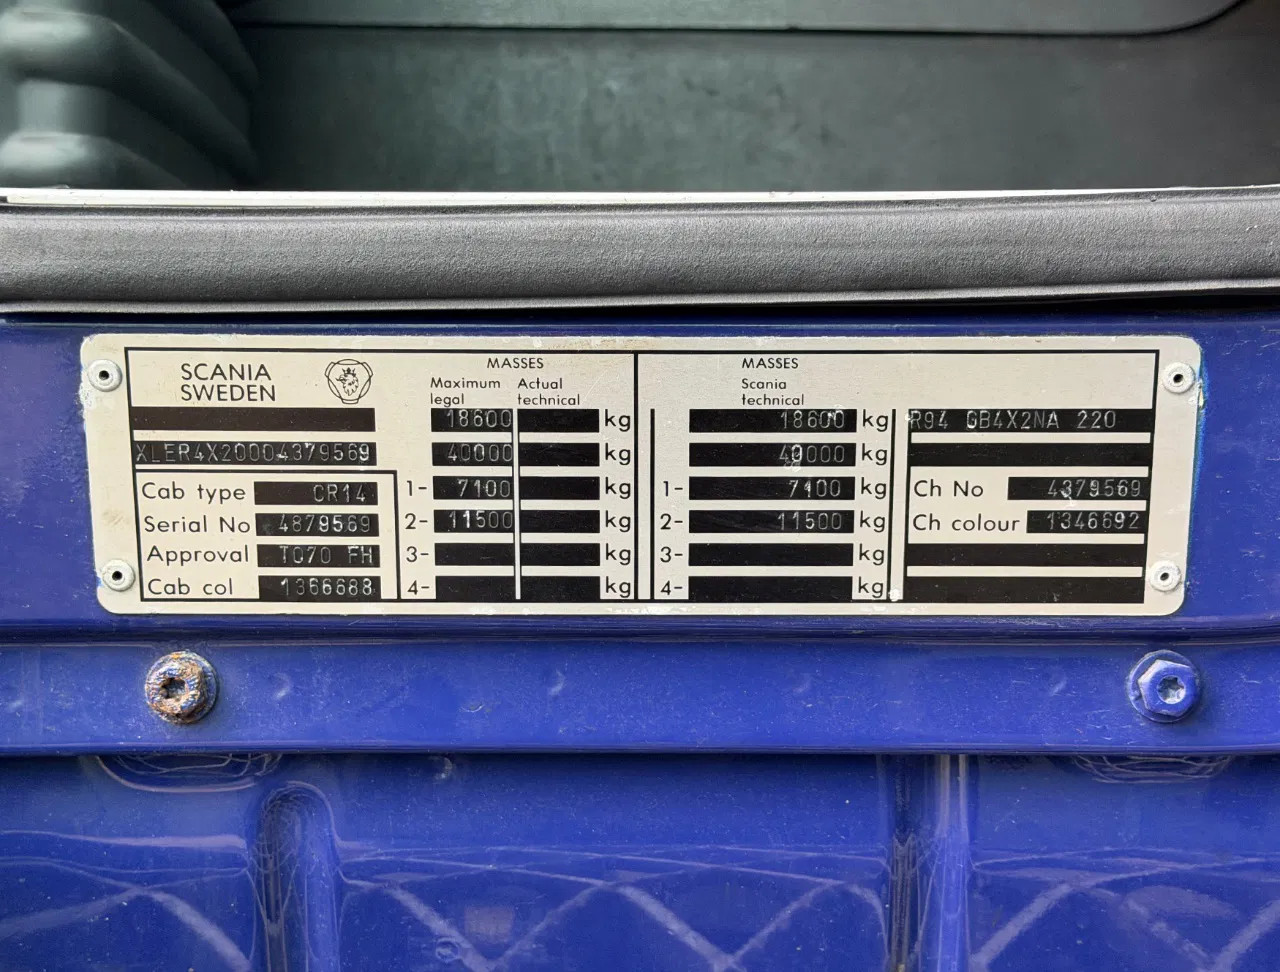 SCANIA
SWEDEN
MASSES
Maximum legal
Actual technical
MASSES
Scania technical
18600 kg 18600 kg R94 GB4X2NA 220
XLER4X20004379569 40000 kg 40000 kg
Cab type CR14 1- 7100 kg 1- 7100 kg Ch No 4379569
Serial No 4879569 2- 11500 kg 2- 11500 kg Ch colour 1346692
Approval TC70 FH 3- kg 3- kg
Cab col 1366688 4- kg 4- kg